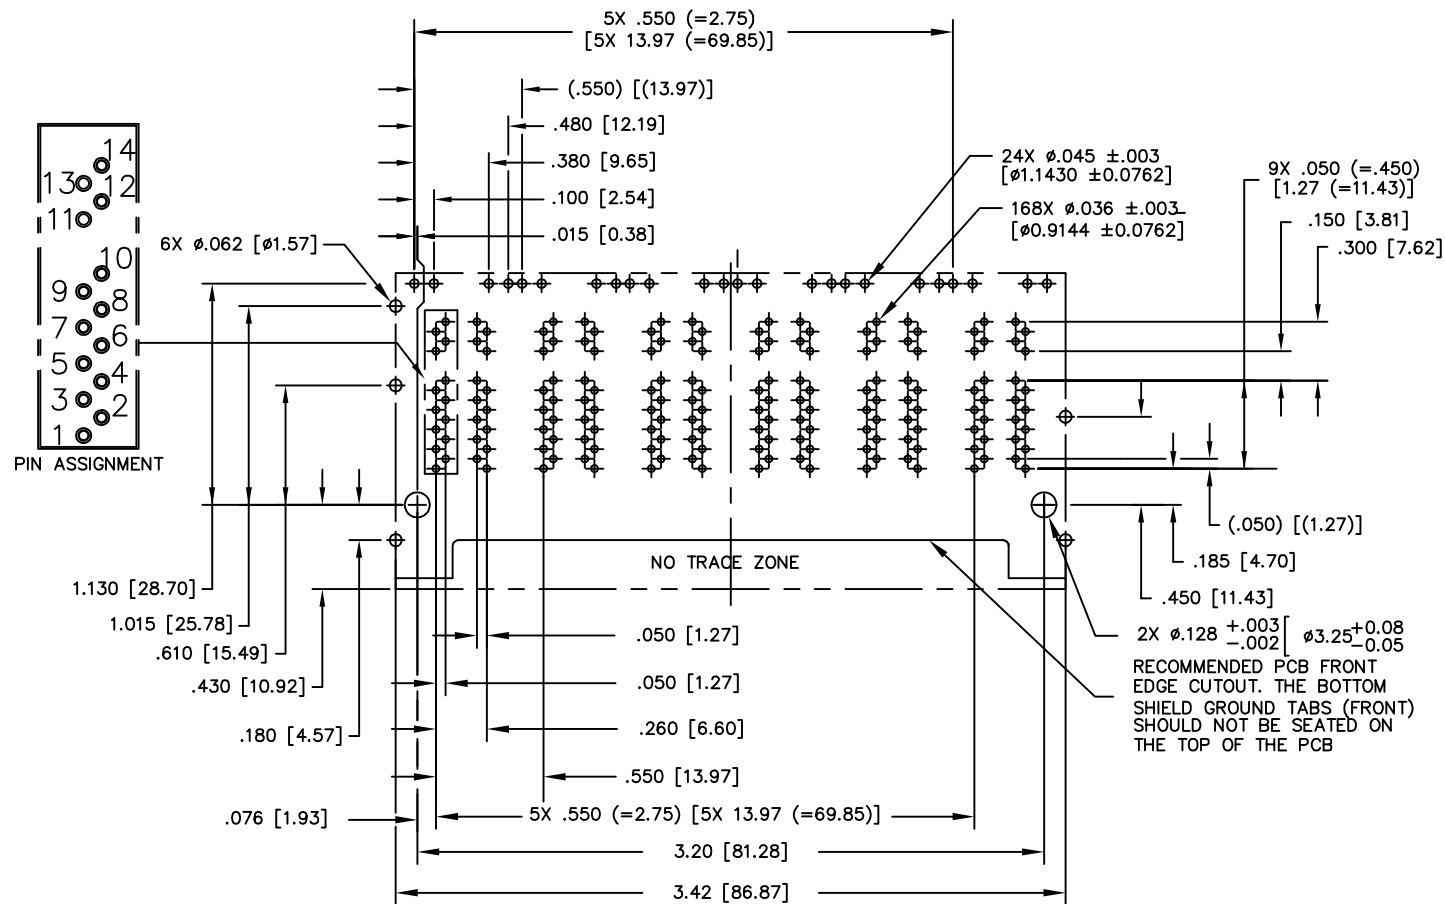 5X .550 (=2.75)
[5X 13.97 (=69.85)]
(.550) [(13.97)]
.480 [12.19]
.380 [9.65]
.100 [2.54]
.015 [0.38]
6X ø.062 [ø1.57]
24X ø.045 ±.003
[ø1.1430 ±0.0762]
168X ø.036 ±.003
[ø0.9144 ±0.0762]
9X .050 (=.450)
[1.27 (=11.43)]
.150 [3.81]
.300 [7.62]
14
13
12
11
10
9
8
7
6
5
4
3
2
1
PIN ASSIGNMENT
NO TRACE ZONE
(.050) [(1.27)]
.185 [4.70]
.450 [11.43]
2X ø.128 +.003 -.002 [ ø3.25 +0.08 -0.05
RECOMMENDED PCB FRONT
EDGE CUTOUT. THE BOTTOM
SHIELD GROUND TABS (FRONT)
SHOULD NOT BE SEATED ON
THE TOP OF THE PCB
1.130 [28.70]
1.015 [25.78]
.610 [15.49]
.430 [10.92]
.180 [4.57]
.076 [1.93]
.050 [1.27]
.050 [1.27]
.260 [6.60]
.550 [13.97]
5X .550 (=2.75) [5X 13.97 (=69.85)]
3.20 [81.28]
3.42 [86.87]